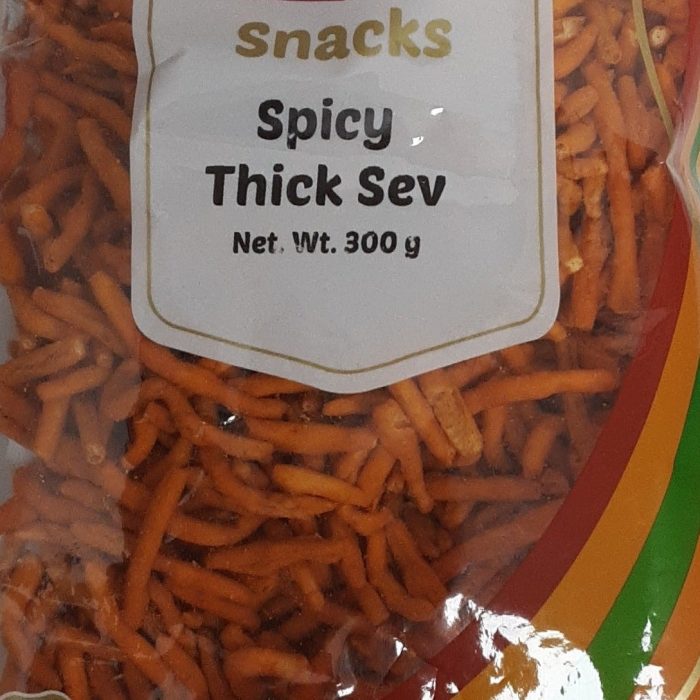 snacks
Spicy
Thick Sev
Net. Wt. 300 g